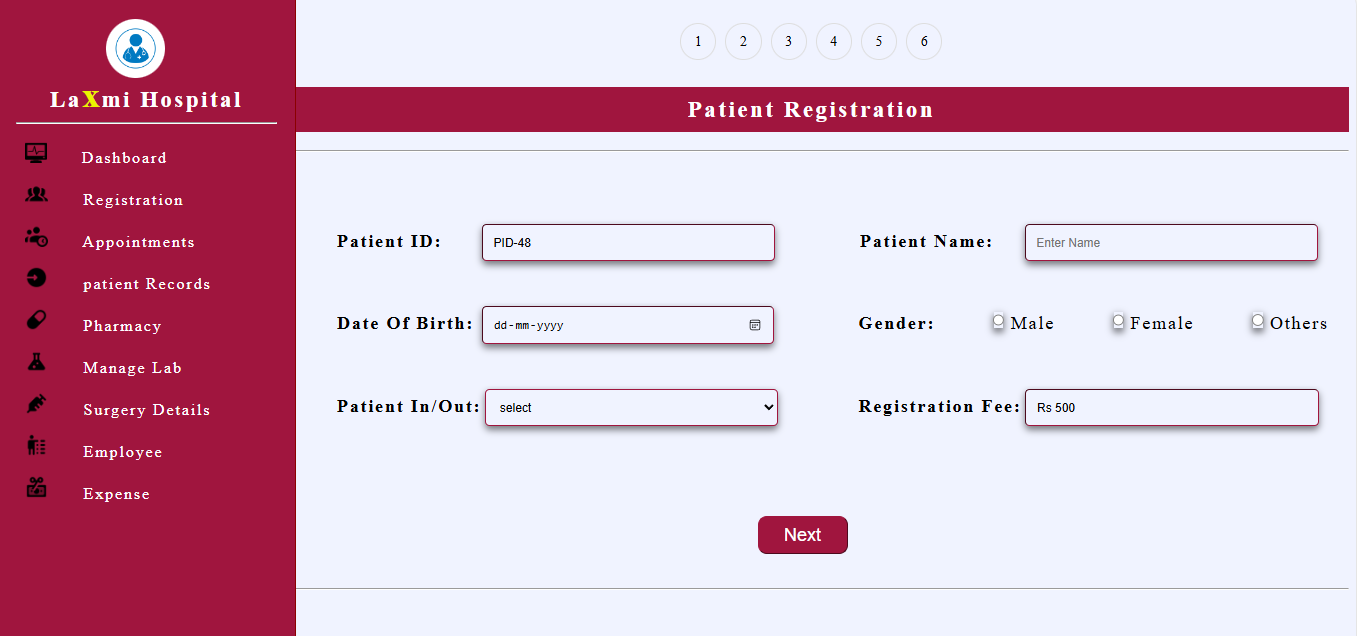 LaXmi Hospital
Dashboard
Registration
Appointments
patient Records
Pharmacy
Manage Lab
Surgery Details
Employee
Expense
1 2 3 4 5 6
Patient Registration
Patient ID: PID-48 Patient Name: Enter Name
Date Of Birth: dd-mm-yyyy Gender: Male Female Others
Patient In/Out: select Registration Fee: Rs 500
Next